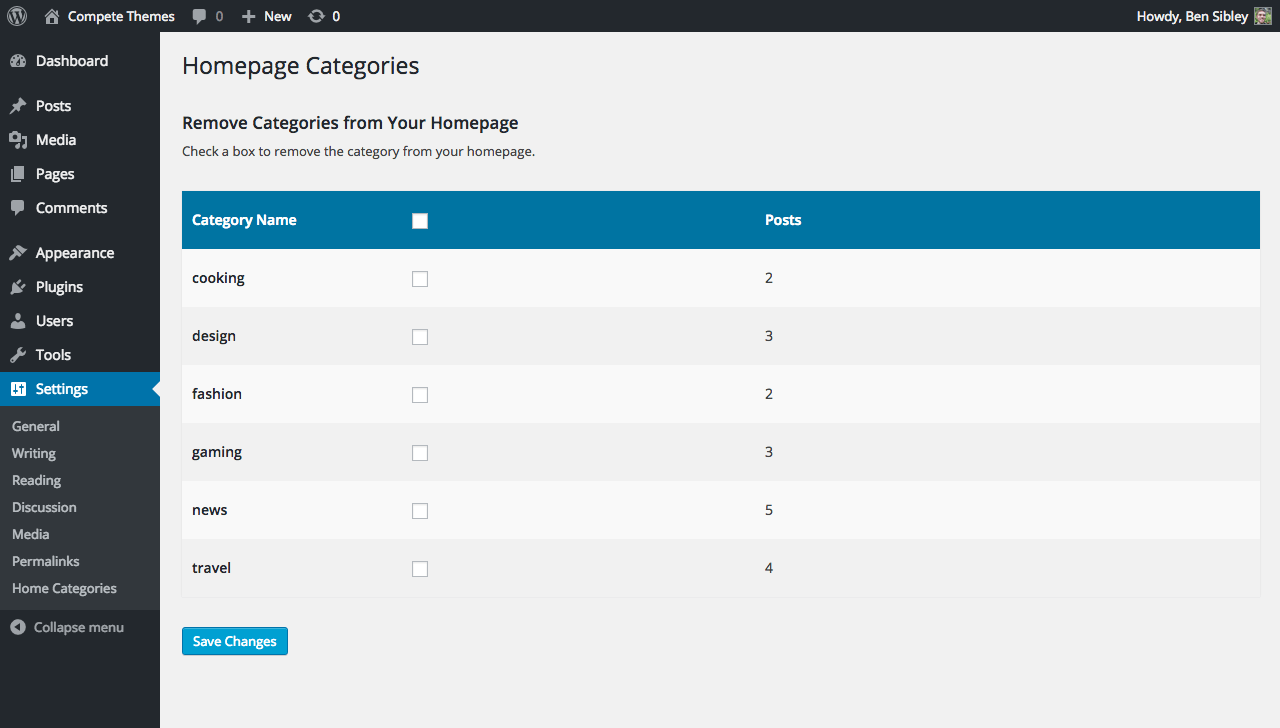 Compete Themes 0 New 0 Howdy, Ben Sibley
Dashboard
Posts
Media
Pages
Comments
Appearance
Plugins
Users
Tools
Settings
General
Writing
Reading
Discussion
Media
Permalinks
Home Categories
Collapse menu
Homepage Categories
Remove Categories from Your Homepage
Check a box to remove the category from your homepage.
Category Name Posts
cooking 2
design 3
fashion 2
gaming 3
news 5
travel 4
Save Changes